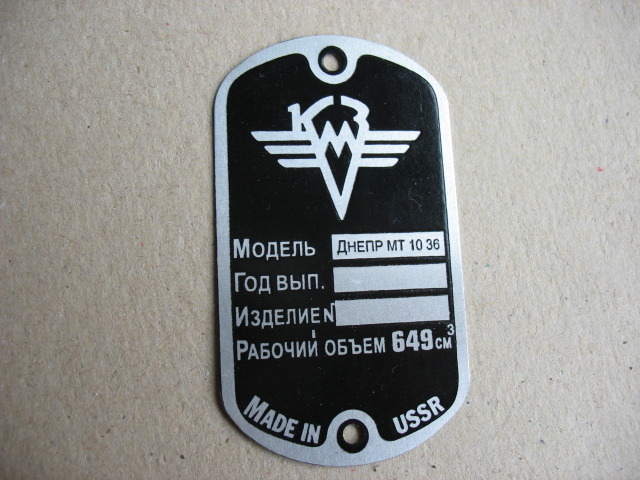 КМЗ
МОДЕЛЬ ДНЕПР МТ 10 36
ГОД ВЫП.
ИЗДЕЛИЕ №
РАБОЧИЙ ОБЪЕМ 649 СМ³
MADE IN USSR